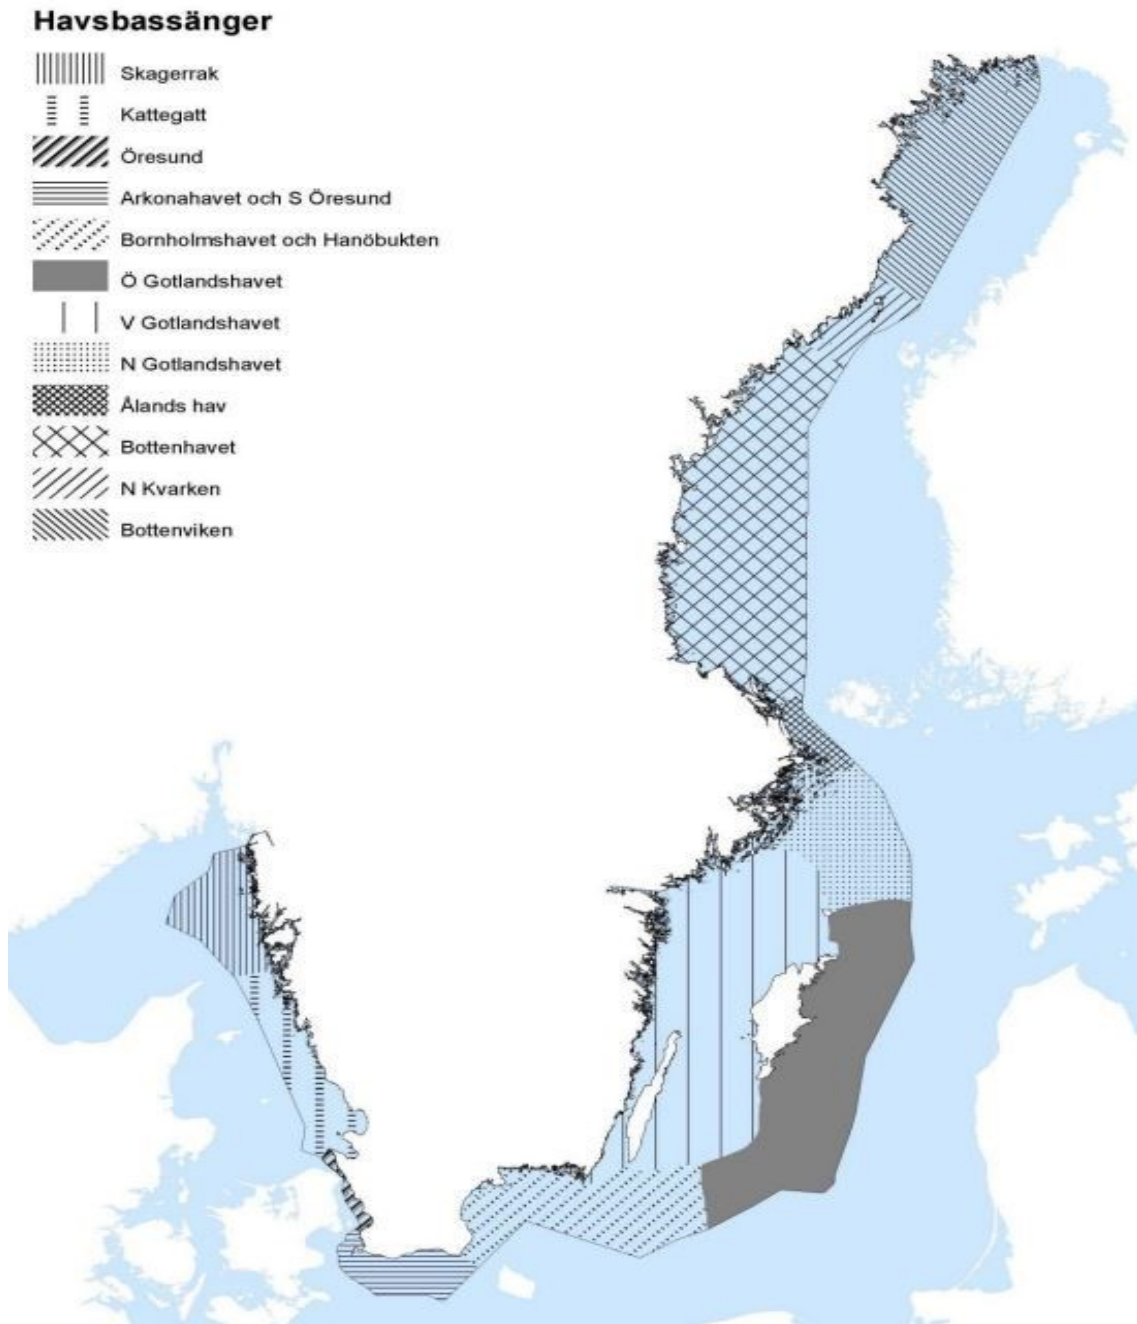 Havsbassänger
Skagerrak
Kattegatt
Öresund
Arkonahavet och S Öresund
Bornholmshavet och Hanöbukten
Ö Gotlandshavet
V Gotlandshavet
N Gotlandshavet
Ålands hav
Bottenhavet
N Kvarken
Bottenviken